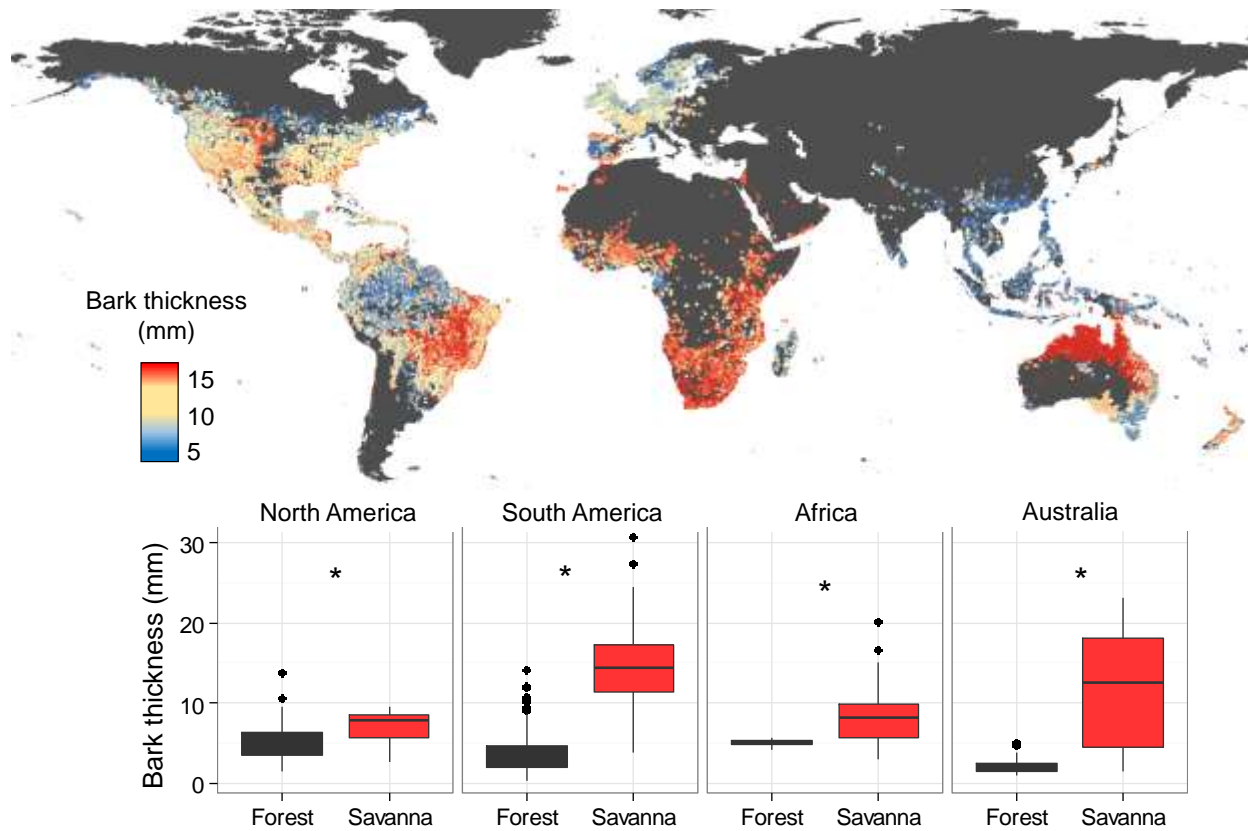 Bark thickness
(mm)
15
10
5
North America
South America
Africa
Australia
Bark thickness (mm)
30
20
10
0
*
*
*
*
Forest
Savanna
Forest
Savanna
Forest
Savanna
Forest
Savanna